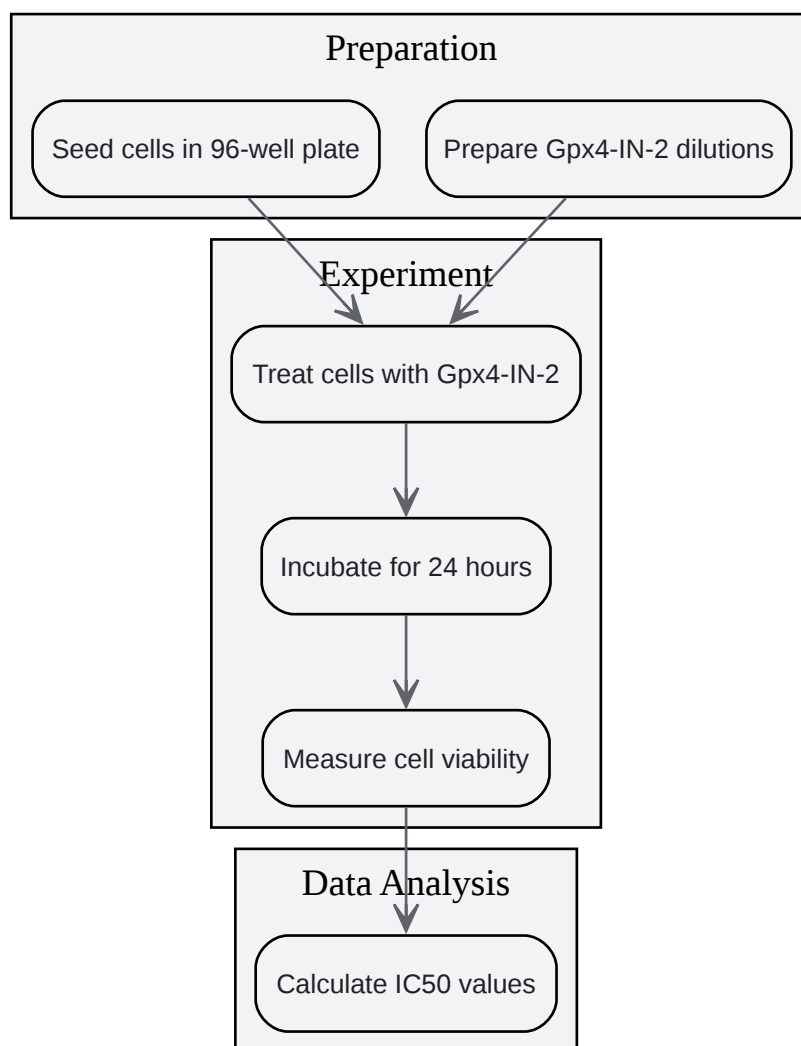 Preparation
Seed cells in 96-well plate
Prepare Gpx4-IN-2 dilutions
Experiment
Treat cells with Gpx4-IN-2
Incubate for 24 hours
Measure cell viability
Data Analysis
Calculate IC50 values